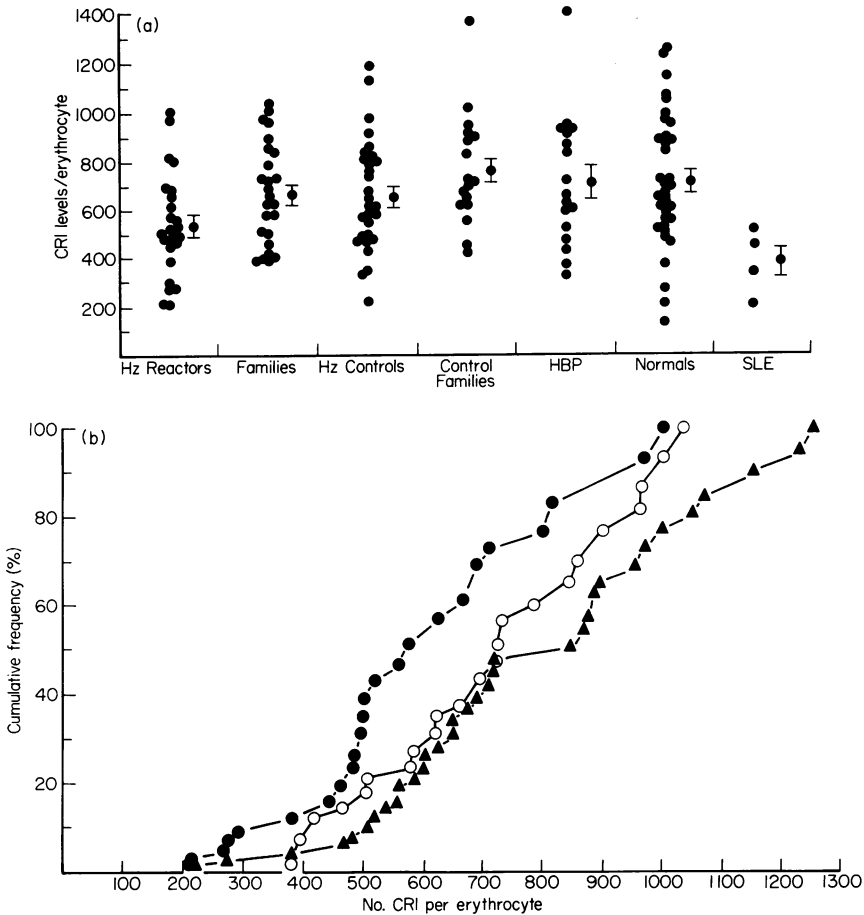 (a)
CRI levels/erythrocyte
1400
1200
1000
800
600
400
200
Hz Reactors
Families
Hz Controls
Control
Families
HBP
Normals
SLE
(b)
Cumulative frequency (%)
100
80
60
40
20
100
200
300
400
500
600
700
800
900
1000
1100
1200
1300
No. CRI per erythrocyte